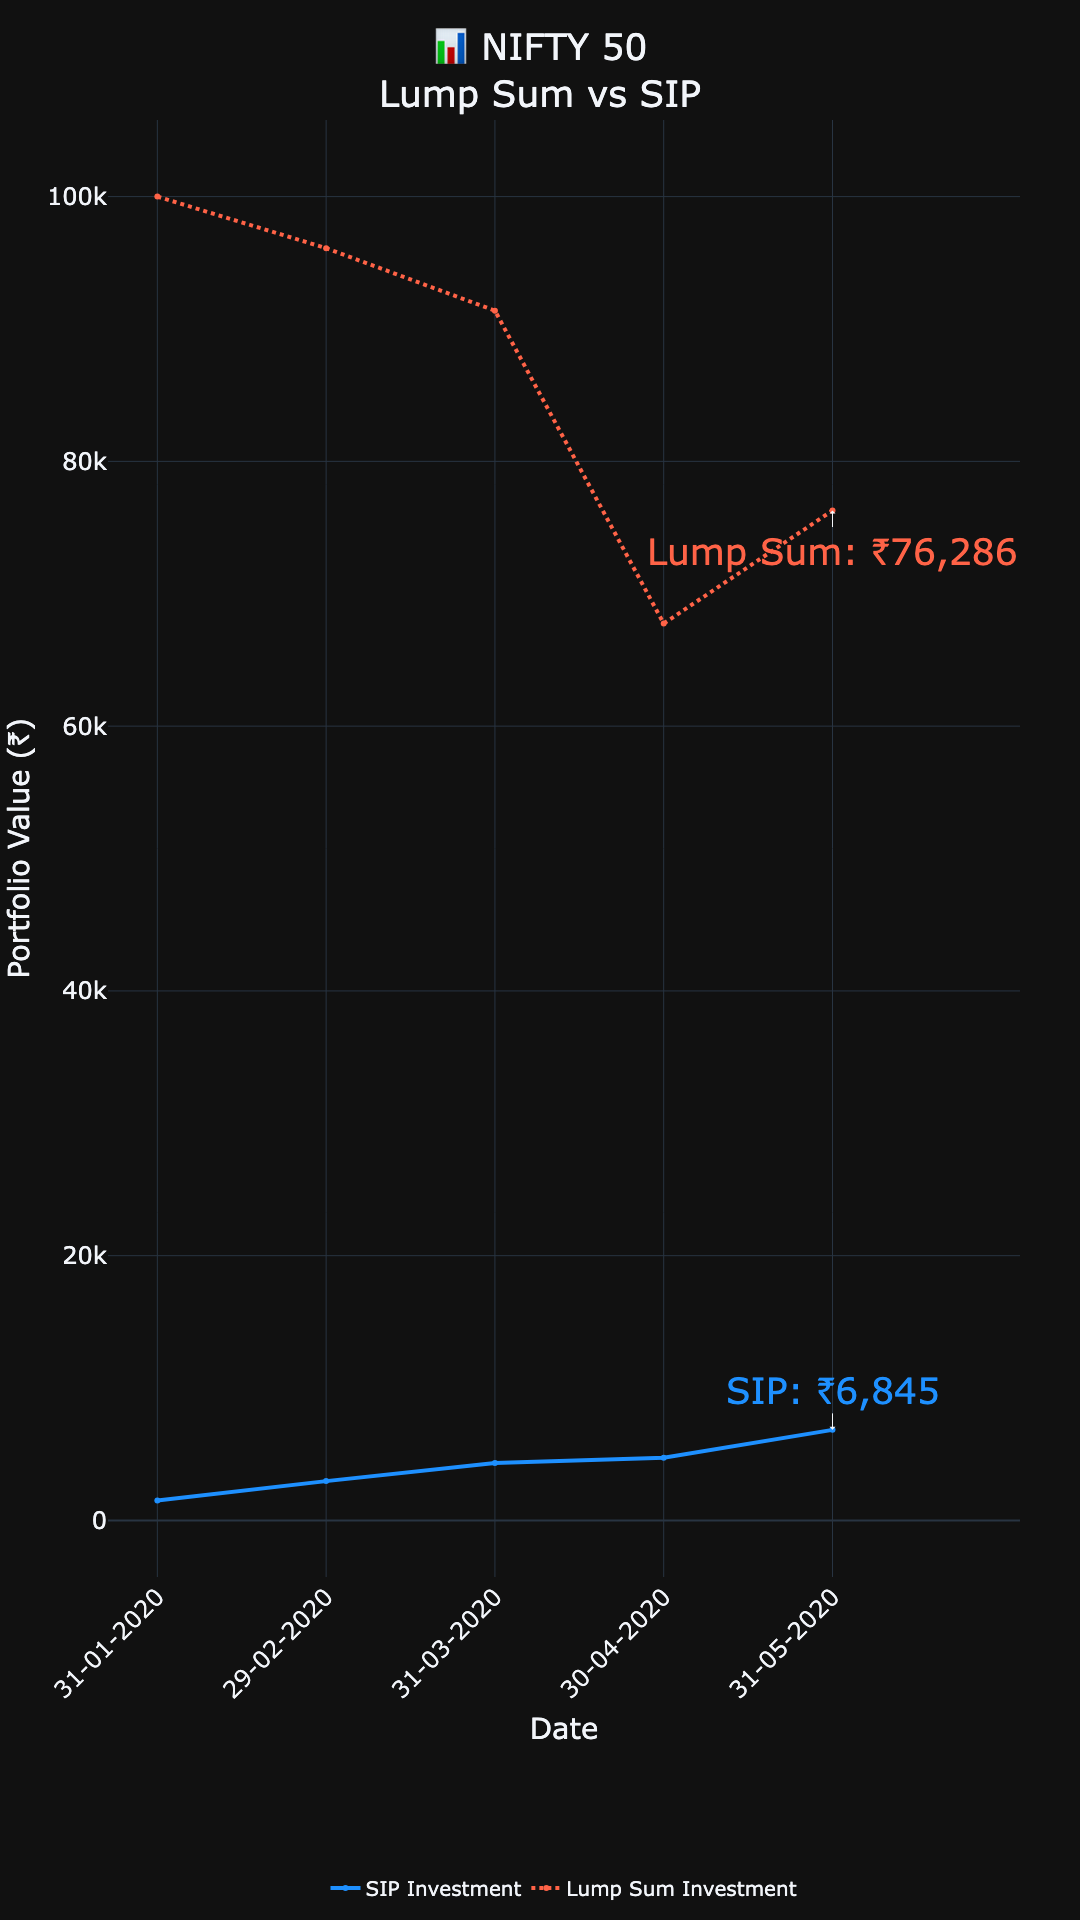 📊 NIFTY 50
Lump Sum vs SIP
100k
80k
60k
40k
20k
0
Portfolio Value (₹)
Lump Sum: ₹76,286
SIP: ₹6,845
31-01-2020
29-02-2020
31-03-2020
30-04-2020
31-05-2020
Date
SIP Investment
Lump Sum Investment